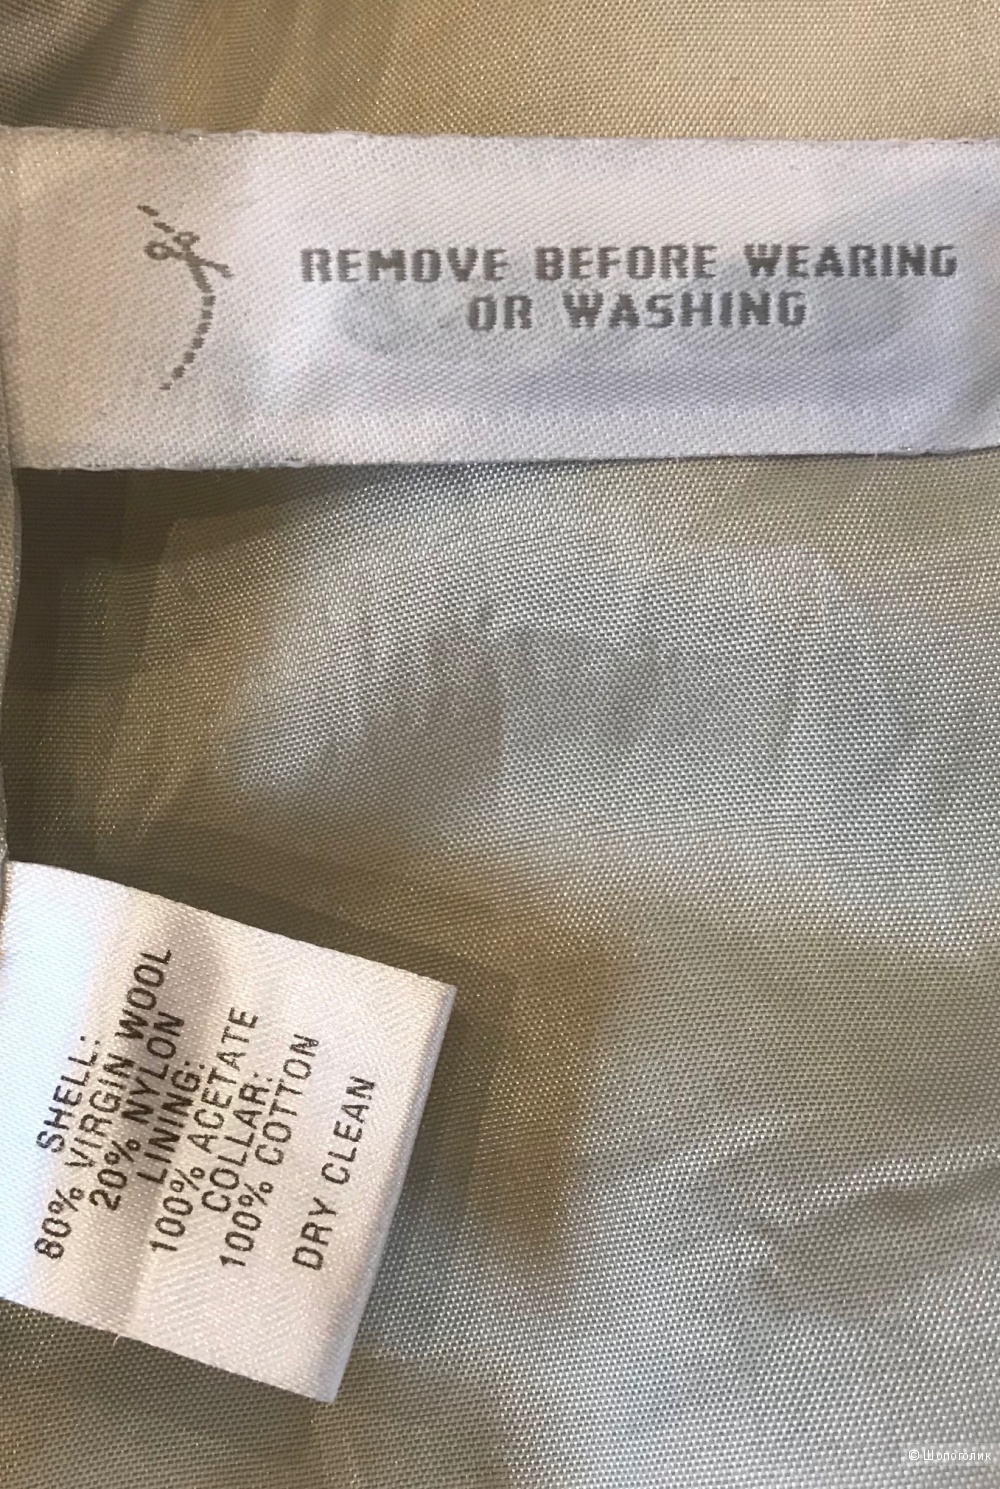 REMOVE BEFORE WEARING
OR WASHING
SHELL:
80% VIRGIN WOOL
20% NYLON
LINING:
100% ACETATE
COLLAR:
100% COTTON
DRY CLEAN
© Шопоголик